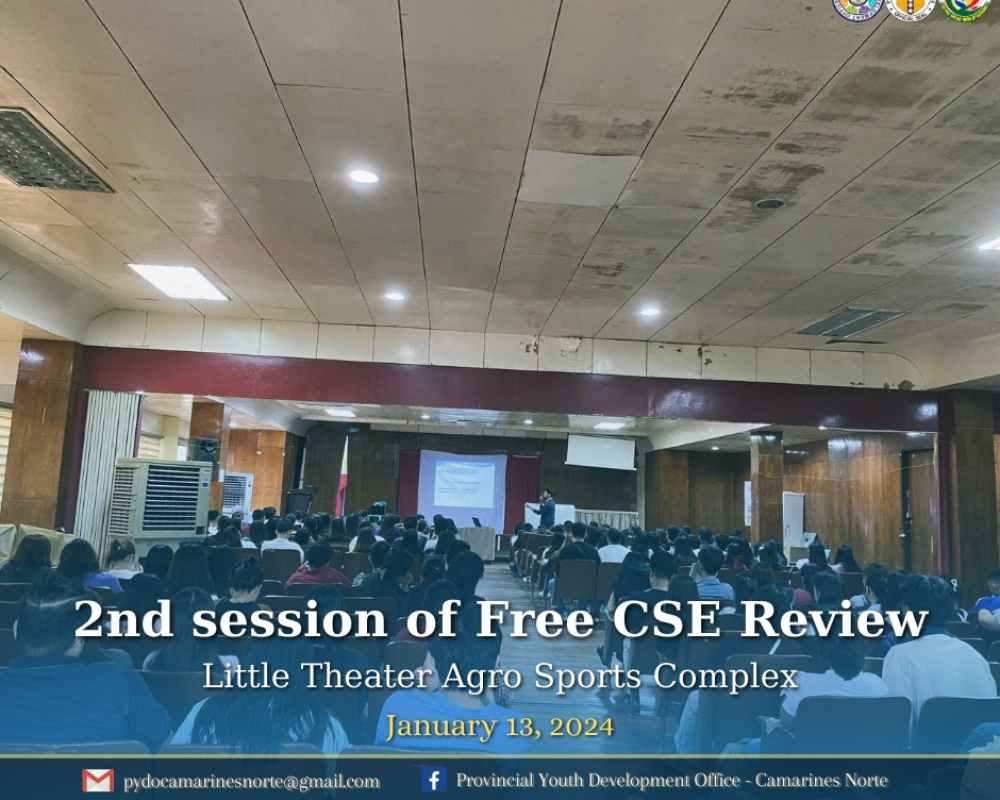 2nd session of Free CSE Review
Little Theater Agro Sports Complex
January 13, 2024
pydocamarinesnorte@gmail.com
Provincial Youth Development Office - Camarines Norte